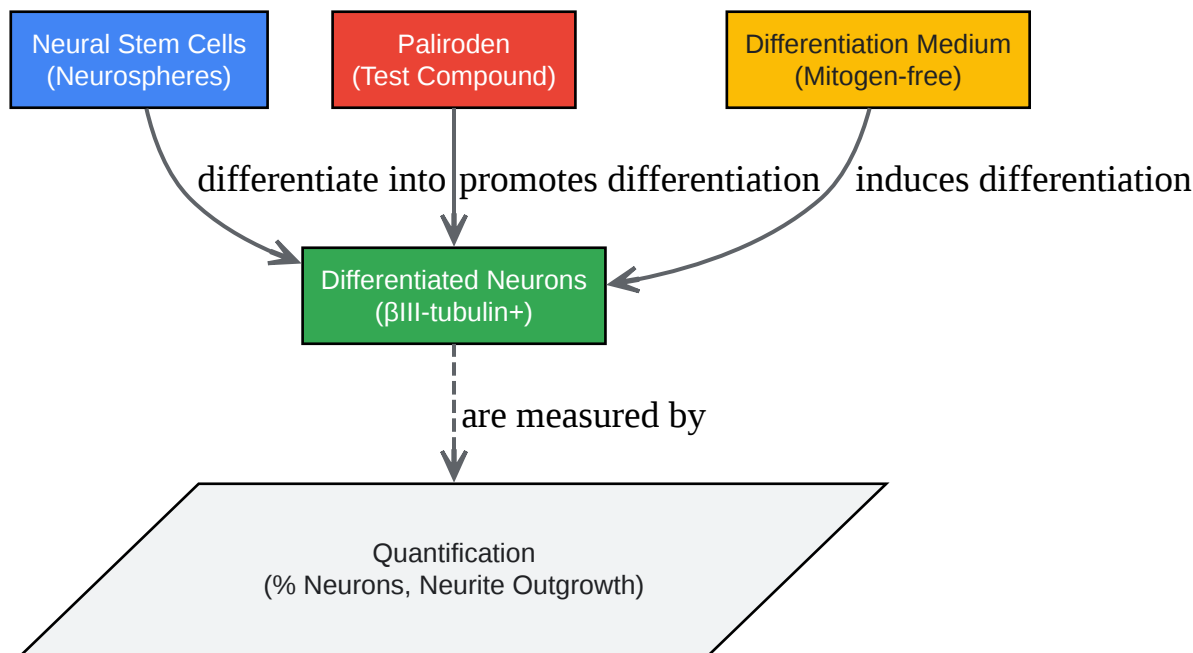 Neural Stem Cells
(Neurospheres)
Paliroden
(Test Compound)
Differentiation Medium
(Mitogen-free)
differentiate into
promotes differentiation
induces differentiation
Differentiated Neurons
(βIII-tubulin+)
are measured by
Quantification
(% Neurons, Neurite Outgrowth)